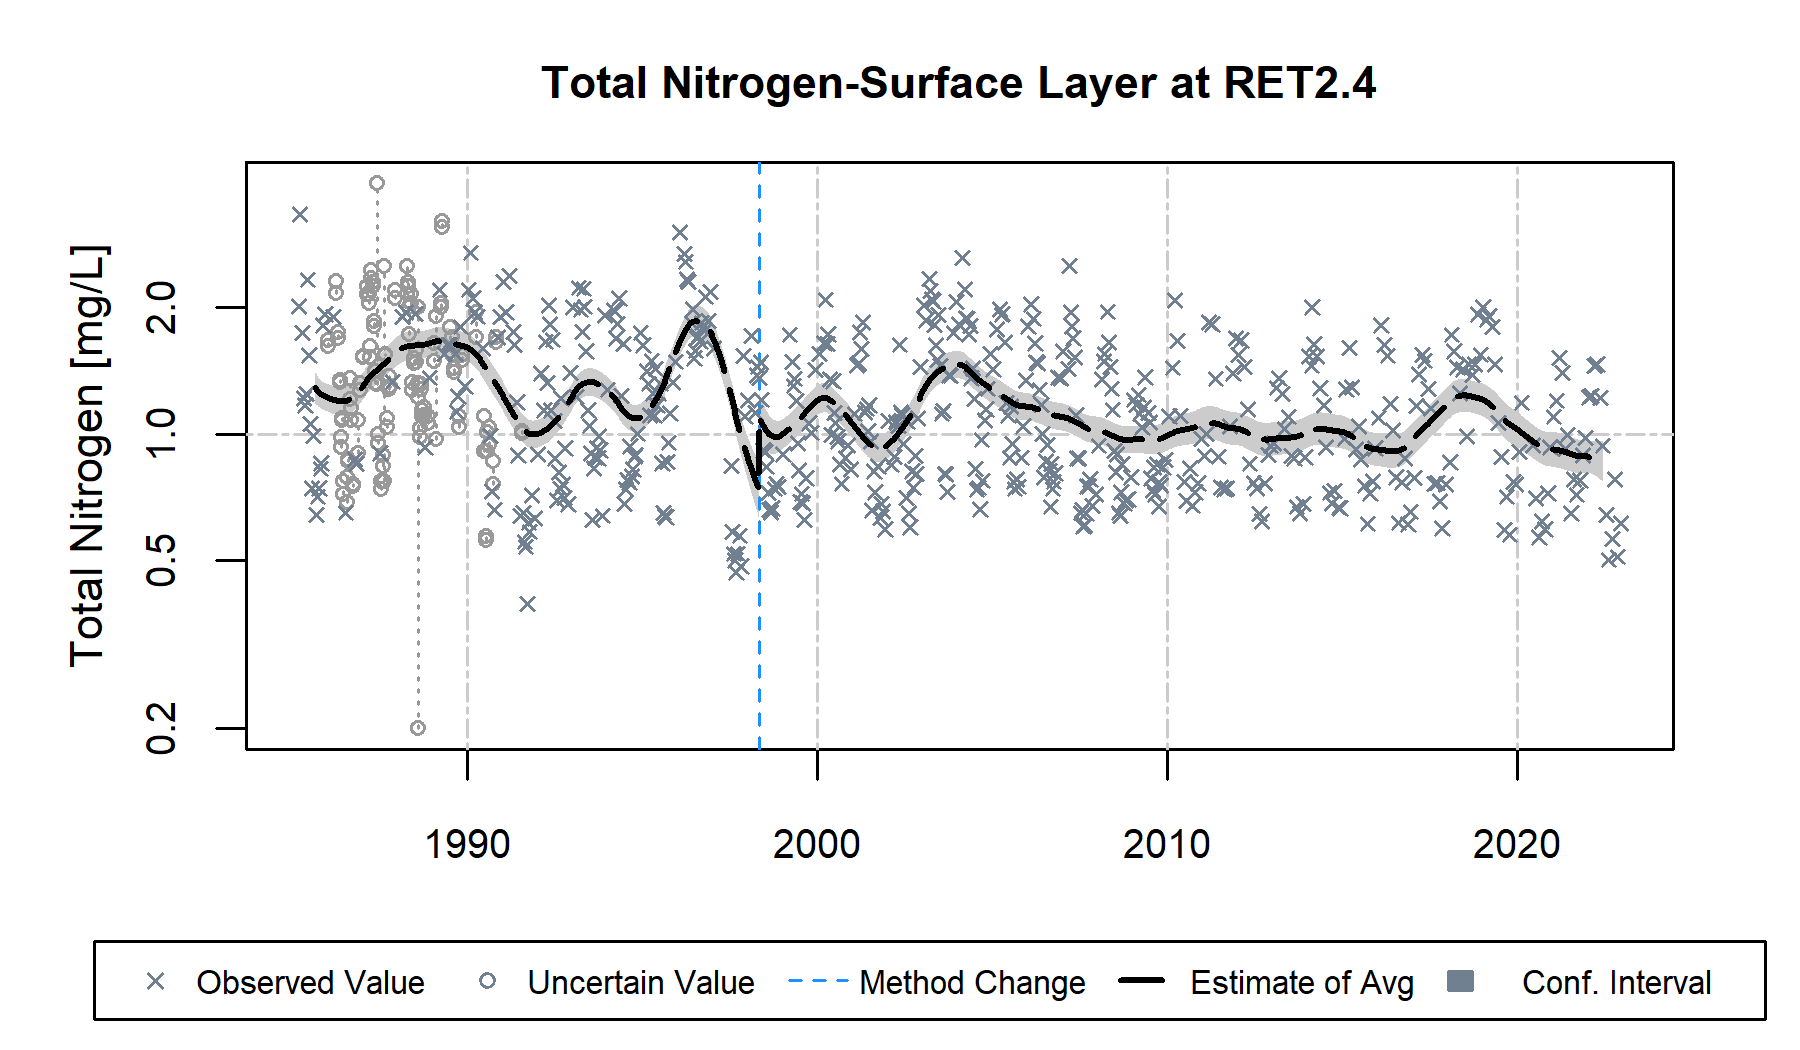 Total Nitrogen-Surface Layer at RET2.4
Total Nitrogen [mg/L]
2.0
1.0
0.5
0.2
1990 2000 2010 2020
Observed Value Uncertain Value Method Change Estimate of Avg Conf. Interval